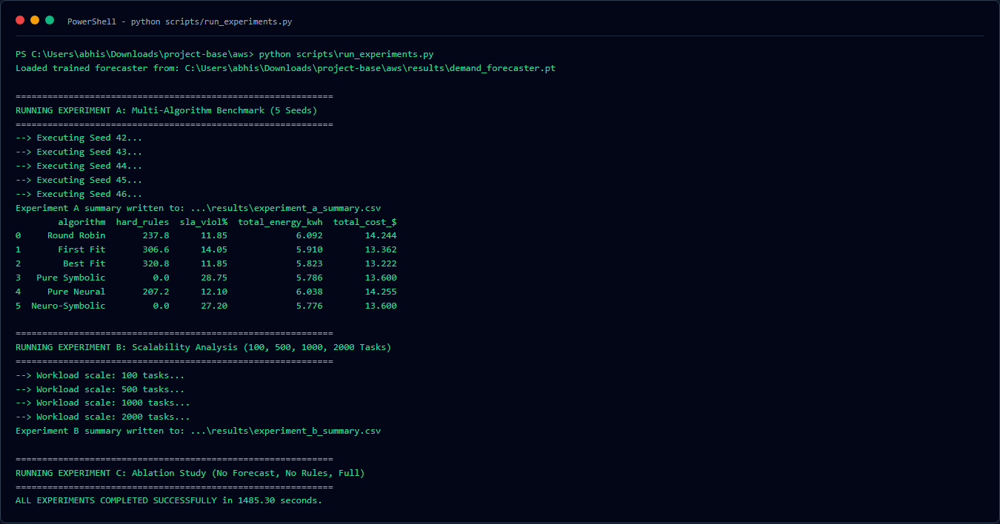 PowerShell - python scripts/run_experiments.py
PS C:\Users\abhis\Downloads\project-base\aws> python scripts\run_experiments.py
Loaded trained forecaster from: C:\Users\abhis\Downloads\project-base\aws\results\demand_forecaster.pt
============================================================
RUNNING EXPERIMENT A: Multi-Algorithm Benchmark (5 Seeds)
============================================================
--> Executing Seed 42...
--> Executing Seed 43...
--> Executing Seed 44...
--> Executing Seed 45...
--> Executing Seed 46...
Experiment A summary written to: ...\results\experiment_a_summary.csv
        algorithm  hard_rules  sla_viol%  total_energy_kwh  total_cost_$
0     Round Robin       237.8      11.85             6.092        14.244
1       First Fit       306.6      14.05             5.910        13.362
2        Best Fit       320.8      11.85             5.823        13.222
3   Pure Symbolic         0.0      28.75             5.786        13.600
4     Pure Neural       207.2      12.10             6.038        14.255
5  Neuro-Symbolic         0.0      27.20             5.776        13.600
============================================================
RUNNING EXPERIMENT B: Scalability Analysis (100, 500, 1000, 2000 Tasks)
============================================================
--> Workload scale: 100 tasks...
--> Workload scale: 500 tasks...
--> Workload scale: 1000 tasks...
--> Workload scale: 2000 tasks...
Experiment B summary written to: ...\results\experiment_b_summary.csv
============================================================
RUNNING EXPERIMENT C: Ablation Study (No Forecast, No Rules, Full)
============================================================
ALL EXPERIMENTS COMPLETED SUCCESSFULLY in 1485.30 seconds.